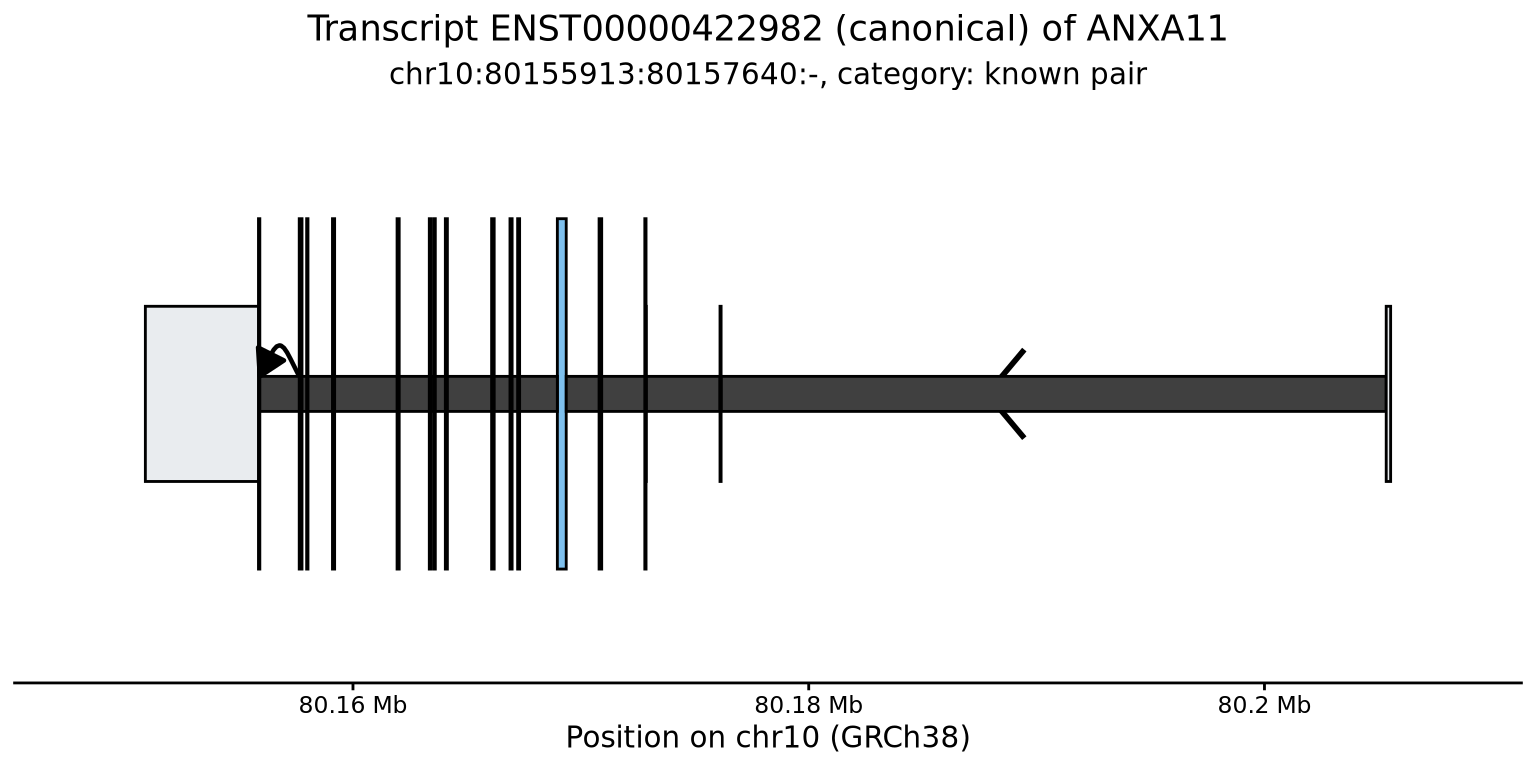 Transcript ENST00000422982 (canonical) of ANXA11
chr10:80155913:80157640:-, category: known pair
80.16 Mb
80.18 Mb
80.2 Mb
Position on chr10 (GRCh38)